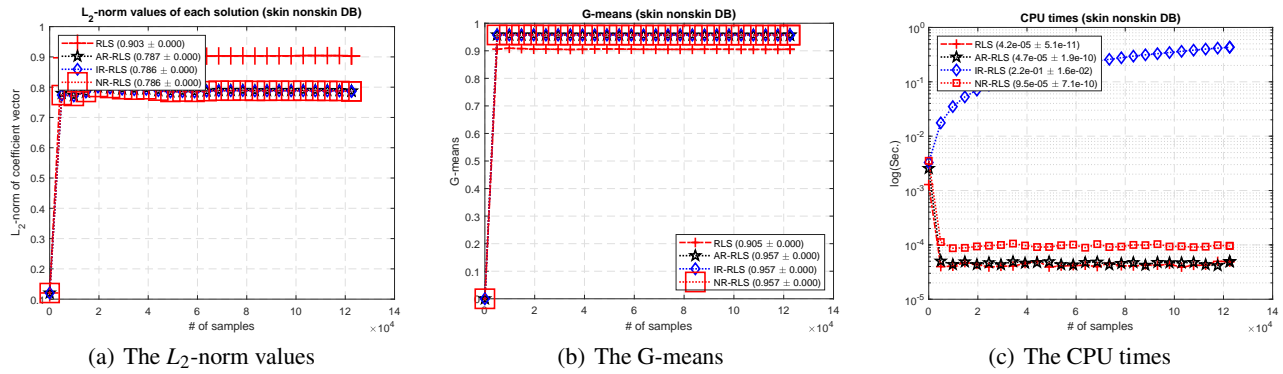 L₂-norm values of each solution (skin nonskin DB)
L₂-norm of coefficient vector
1
0.9
0.8
0.7
0.6
0.5
0.4
0.3
0.2
0.1
0
RLS (0.903 ± 0.000)
AR-RLS (0.787 ± 0.000)
IR-RLS (0.786 ± 0.000)
NR-RLS (0.786 ± 0.000)
0 2 4 6 8 10 12 14
×10⁴
# of samples
(a) The L₂-norm values
G-means (skin nonskin DB)
G-means
1
0.9
0.8
0.7
0.6
0.5
0.4
0.3
0.2
0.1
0
RLS (0.905 ± 0.000)
AR-RLS (0.957 ± 0.000)
IR-RLS (0.957 ± 0.000)
NR-RLS (0.957 ± 0.000)
0 2 4 6 8 10 12 14
×10⁴
# of samples
(b) The G-means
CPU times (skin nonskin DB)
log(Sec.)
10⁰
10⁻¹
10⁻²
10⁻³
10⁻⁴
10⁻⁵
RLS (4.2e-05 ± 5.1e-11)
AR-RLS (4.7e-05 ± 1.9e-10)
IR-RLS (2.2e-01 ± 1.6e-02)
NR-RLS (9.5e-05 ± 7.1e-10)
0 2 4 6 8 10 12 14
×10⁴
# of samples
(c) The CPU times